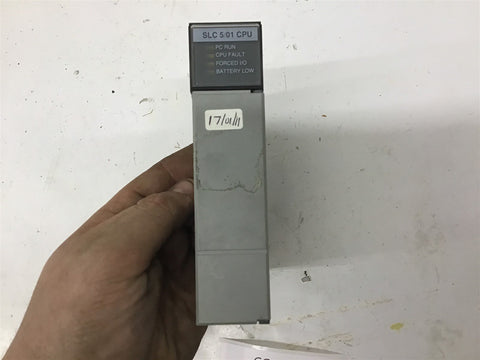 SLC 5/01 CPU
PC RUN
CPU FAULT
FORCED I/O
BATTERY LOW
17/01/11